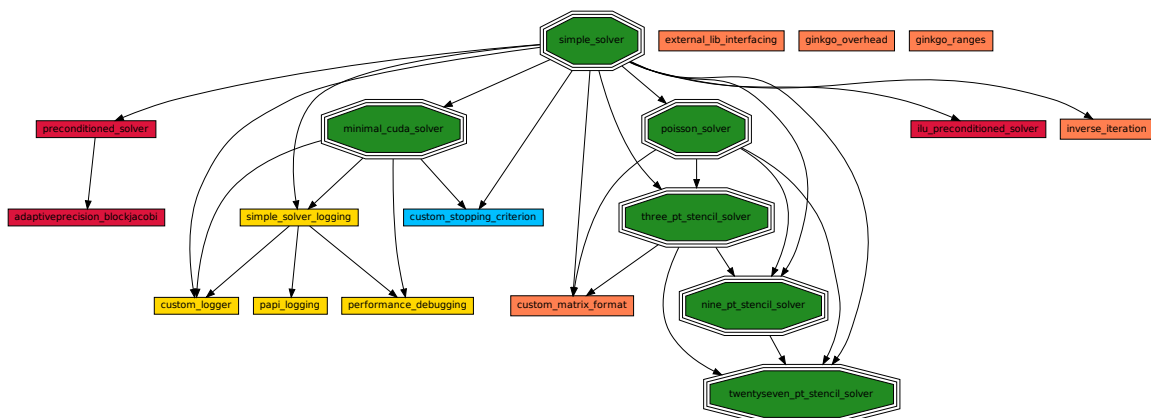 simple_solver
external_lib_interfacing
ginkgo_overhead
ginkgo_ranges
preconditioned_solver
minimal_cuda_solver
poisson_solver
ilu_preconditioned_solver
inverse_iteration
adaptiveprecision_blockjacobi
simple_solver_logging
custom_stopping_criterion
three_pt_stencil_solver
custom_logger
papi_logging
performance_debugging
custom_matrix_format
nine_pt_stencil_solver
twentyseven_pt_stencil_solver